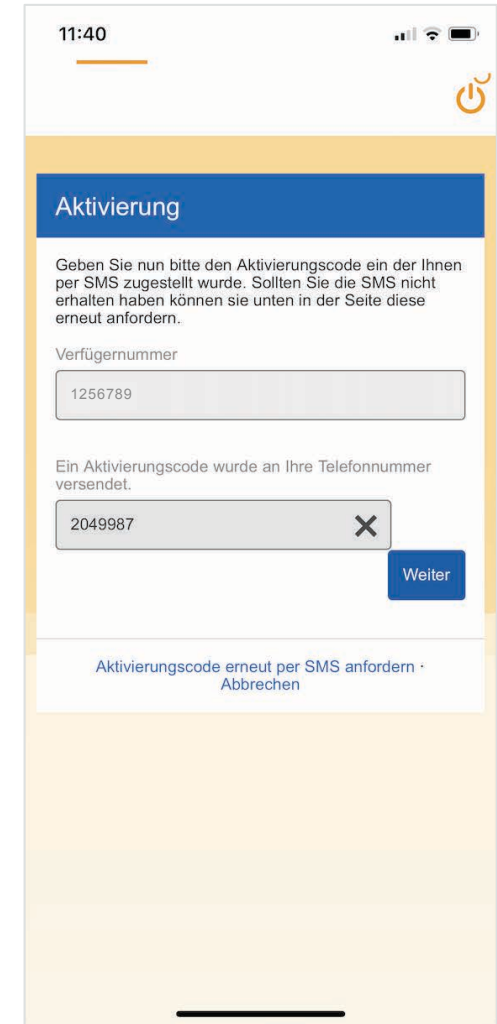 11:40
Aktivierung
Geben Sie nun bitte den Aktivierungscode ein der Ihnen
per SMS zugestellt wurde. Sollten Sie die SMS nicht
erhalten haben können sie unten in der Seite diese
erneut anfordern.
Verfügernummer
1256789
Ein Aktivierungscode wurde an Ihre Telefonnummer
versendet.
2049987
Weiter
Aktivierungscode erneut per SMS anfordern ·
Abbrechen